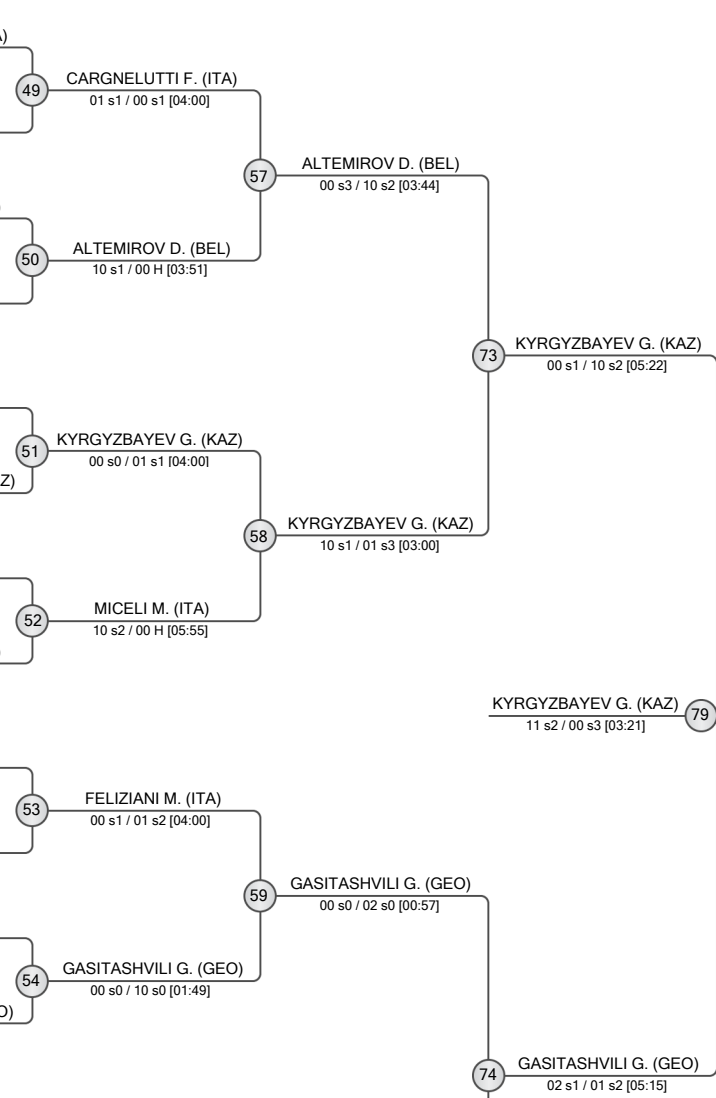 )
49
CARGNELUTTI F. (ITA)
01 s1 / 00 s1 [04:00]
57
ALTEMIROV D. (BEL)
00 s3 / 10 s2 [03:44]
50
ALTEMIROV D. (BEL)
10 s1 / 00 H [03:51]
73
KYRGYZBAYEV G. (KAZ)
00 s1 / 10 s2 [05:22]
51
KYRGYZBAYEV G. (KAZ)
00 s0 / 01 s1 [04:00]
Z)
58
KYRGYZBAYEV G. (KAZ)
10 s1 / 01 s3 [03:00]
52
MICELI M. (ITA)
10 s2 / 00 H [05:55]
KYRGYZBAYEV G. (KAZ)
79
11 s2 / 00 s3 [03:21]
53
FELIZIANI M. (ITA)
00 s1 / 01 s2 [04:00]
59
GASITASHVILI G. (GEO)
00 s0 / 02 s0 [00:57]
54
GASITASHVILI G. (GEO)
00 s0 / 10 s0 [01:49]
O)
74
GASITASHVILI G. (GEO)
02 s1 / 01 s2 [05:15]